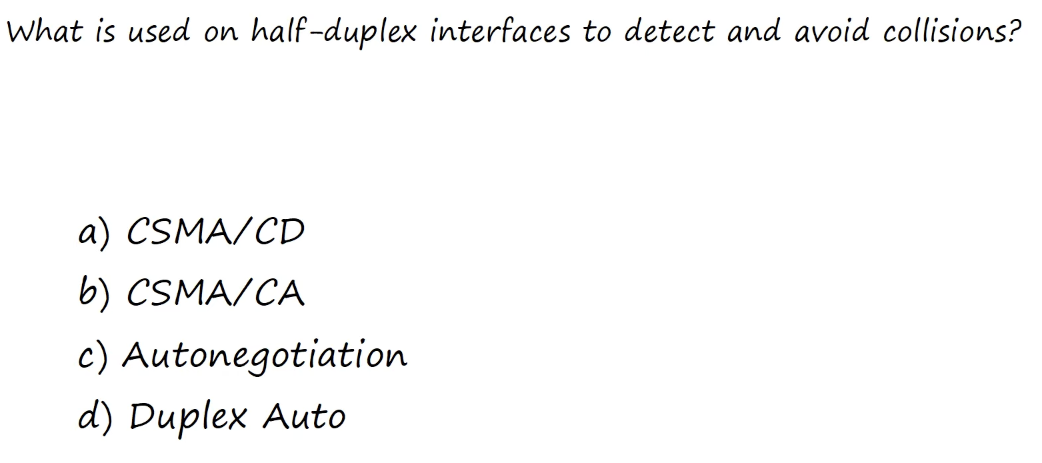 What is used on half-duplex interfaces to detect and avoid collisions?
a) CSMA/CD
b) CSMA/CA
c) Autonegotiation
d) Duplex Auto